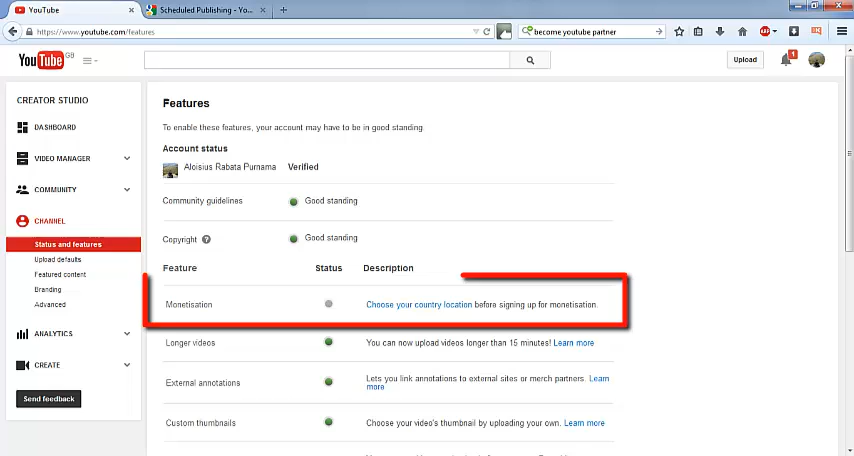 YouTube
Scheduled Publishing - Yo...
https://www.youtube.com/features
become youtube partner
ABP
YouTube GB
Upload
1
CREATOR STUDIO
DASHBOARD
VIDEO MANAGER
COMMUNITY
CHANNEL
Status and features
Upload defaults
Featured content
Branding
Advanced
ANALYTICS
CREATE
Send feedback
Features
To enable these features, your account may have to be in good standing.
Account status
Aloisius Rabata Purnama Verified
Community guidelines Good standing
Copyright ? Good standing
Feature Status Description
Monetisation Choose your country location before signing up for monetisation.
Longer videos You can now upload videos longer than 15 minutes! Learn more
External annotations Lets you link annotations to external sites or merch partners. Learn
more
Custom thumbnails Choose your video's thumbnail by uploading your own. Learn more